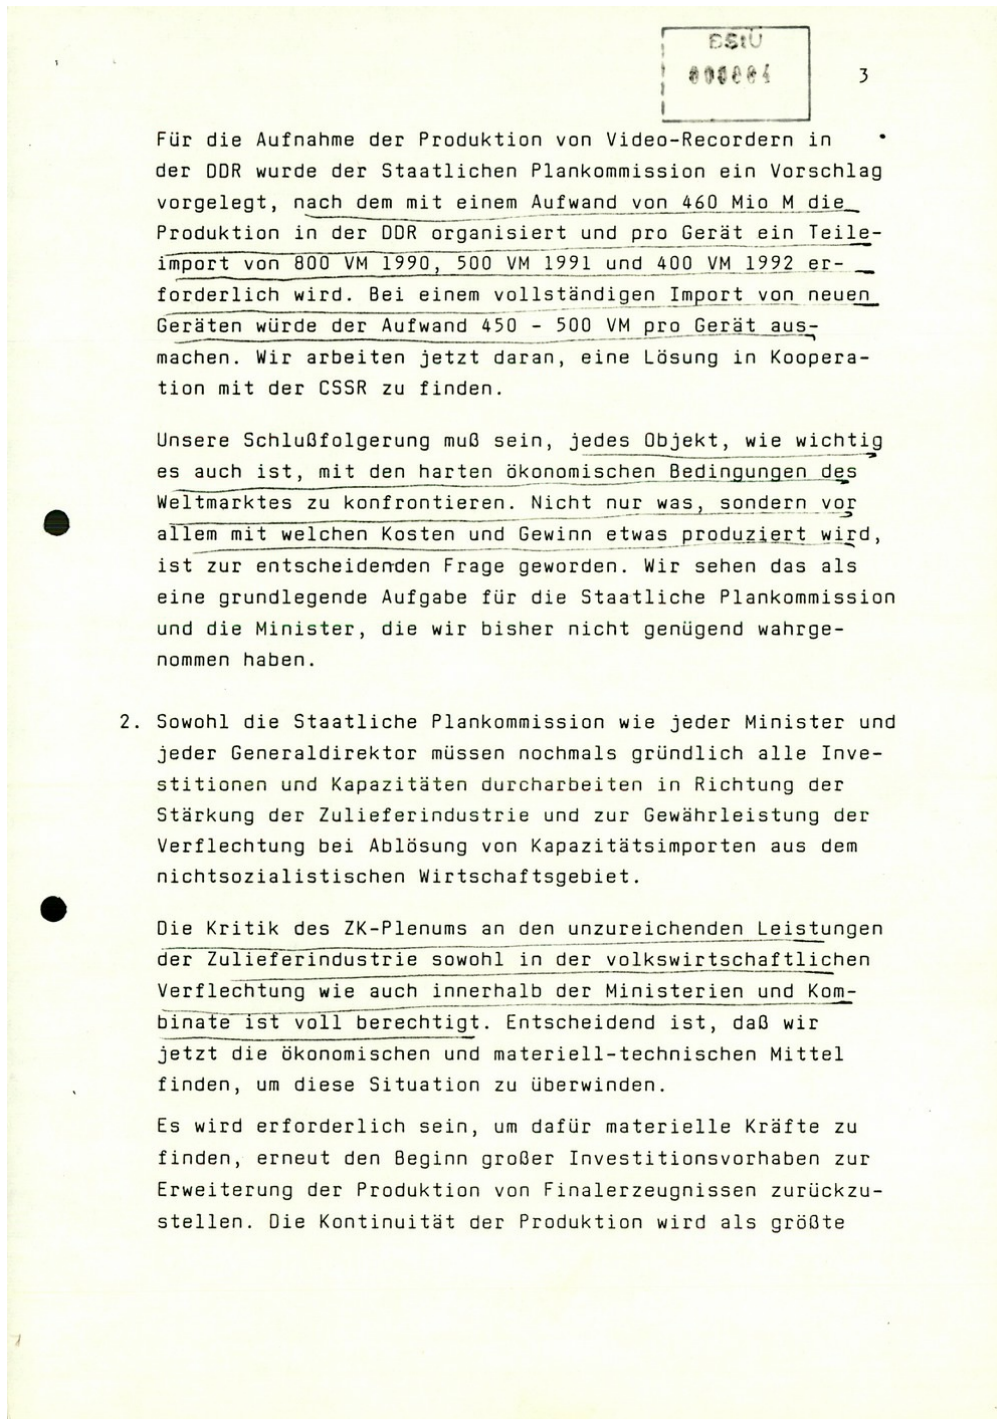 BStU
000004
3
Für die Aufnahme der Produktion von Video-Recordern in
der DDR wurde der Staatlichen Plankommission ein Vorschlag
vorgelegt, nach dem mit einem Aufwand von 460 Mio M die
Produktion in der DDR organisiert und pro Gerät ein Teile-
import von 800 VM 1990, 500 VM 1991 und 400 VM 1992 er-
forderlich wird. Bei einem vollständigen Import von neuen
Geräten würde der Aufwand 450 - 500 VM pro Gerät aus-
machen. Wir arbeiten jetzt daran, eine Lösung in Koopera-
tion mit der CSSR zu finden.
Unsere Schlußfolgerung muß sein, jedes Objekt, wie wichtig
es auch ist, mit den harten ökonomischen Bedingungen des
Weltmarktes zu konfrontieren. Nicht nur was, sondern vor
allem mit welchen Kosten und Gewinn etwas produziert wird,
ist zur entscheidenden Frage geworden. Wir sehen das als
eine grundlegende Aufgabe für die Staatliche Plankommission
und die Minister, die wir bisher nicht genügend wahrge-
nommen haben.
2. Sowohl die Staatliche Plankommission wie jeder Minister und
jeder Generaldirektor müssen nochmals gründlich alle Inve-
stitionen und Kapazitäten durcharbeiten in Richtung der
Stärkung der Zulieferindustrie und zur Gewährleistung der
Verflechtung bei Ablösung von Kapazitätsimporten aus dem
nichtsozialistischen Wirtschaftsgebiet.
Die Kritik des ZK-Plenums an den unzureichenden Leistungen
der Zulieferindustrie sowohl in der volkswirtschaftlichen
Verflechtung wie auch innerhalb der Ministerien und Kom-
binate ist voll berechtigt. Entscheidend ist, daß wir
jetzt die ökonomischen und materiell-technischen Mittel
finden, um diese Situation zu überwinden.
Es wird erforderlich sein, um dafür materielle Kräfte zu
finden, erneut den Beginn großer Investitionsvorhaben zur
Erweiterung der Produktion von Finalerzeugnissen zurückzu-
stellen. Die Kontinuität der Produktion wird als größte